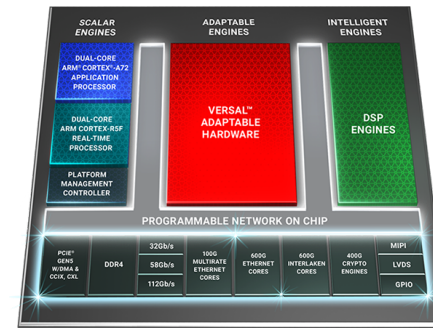 SCALAR
ENGINES
ADAPTABLE
ENGINES
INTELLIGENT
ENGINES
DUAL-CORE
ARM® CORTEX®-A72
APPLICATION
PROCESSOR
DUAL-CORE
ARM CORTEX-R5F
REAL-TIME
PROCESSOR
PLATFORM
MANAGEMENT
CONTROLLER
VERSAL™
ADAPTABLE
HARDWARE
DSP
ENGINES
PROGRAMMABLE NETWORK ON CHIP
PCIE®
GEN5
W/DMA &
CCIX, CXL
DDR4
32Gb/s
58Gb/s
112Gb/s
100G
MULTIRATE
ETHERNET
CORES
600G
ETHERNET
CORES
600G
INTERLAKEN
CORES
400G
CRYPTO
ENGINES
MIPI
LVDS
GPIO